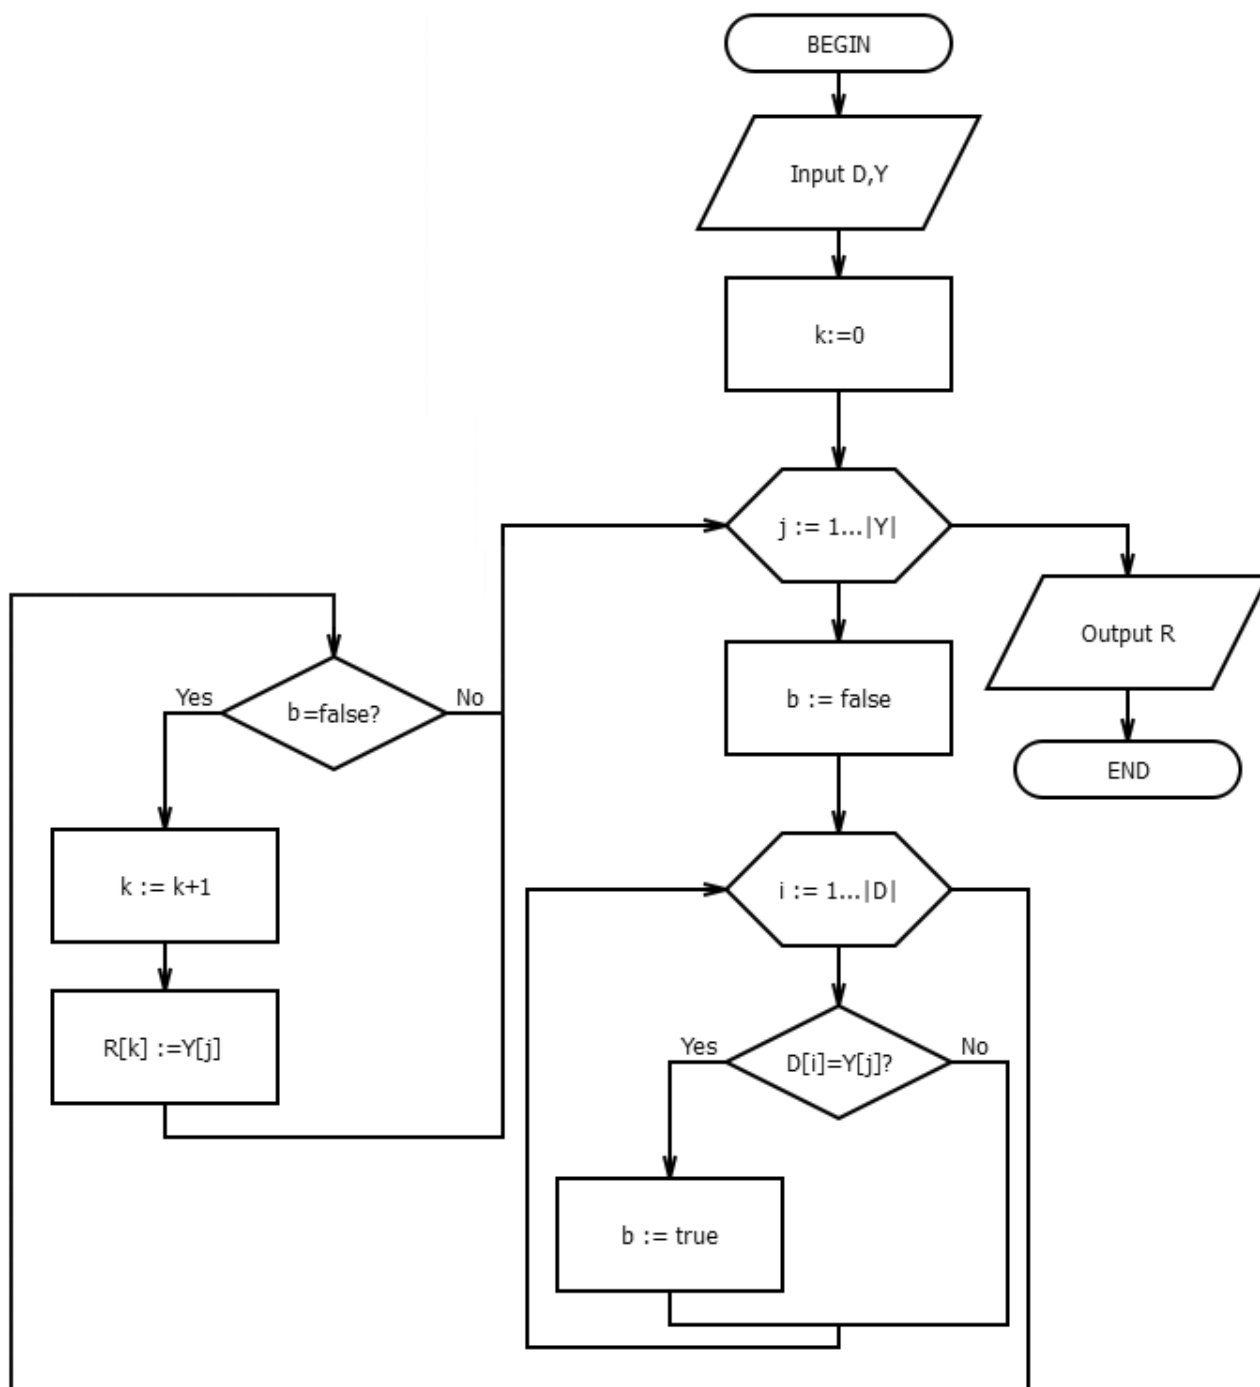 BEGIN
Input D,Y
k:=0
j := 1...|Y|
Output R
b := false
END
b=false?
Yes
No
k := k+1
R[k] :=Y[j]
i := 1...|D|
D[i]=Y[j]?
Yes
No
b := true